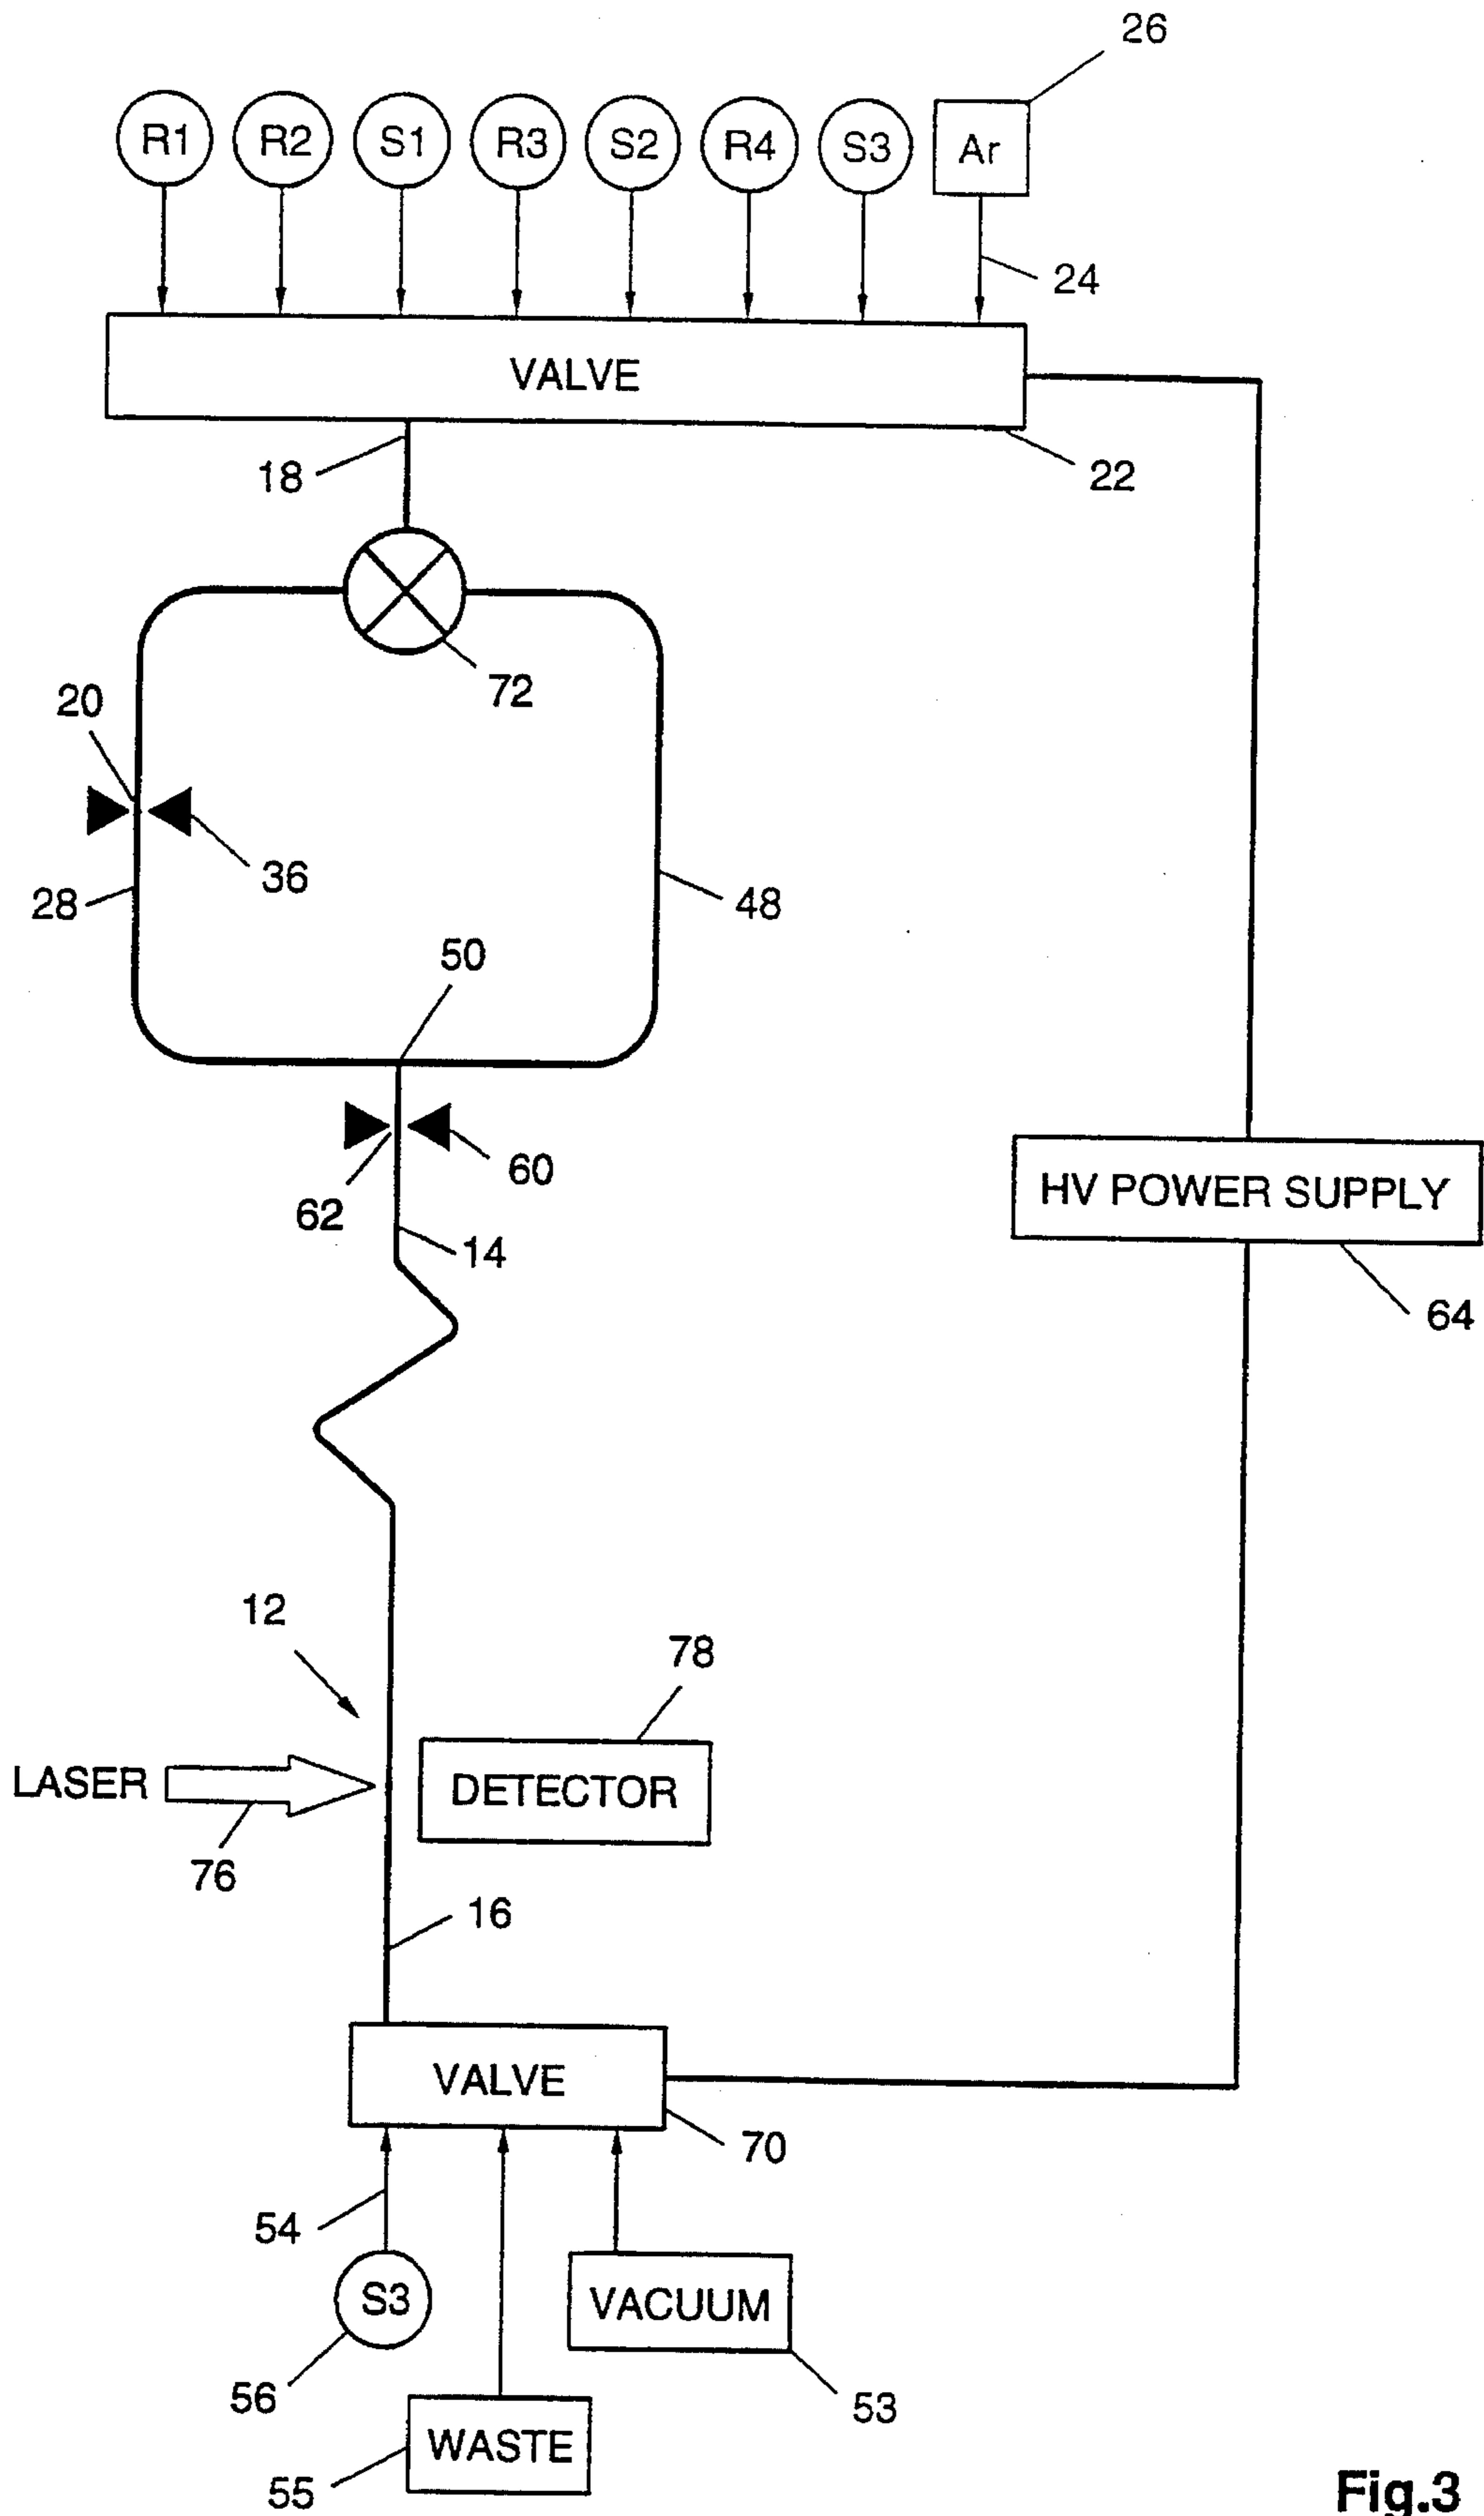 26
R1 R2 S1 R3 S2 R4 S3 Ar
24
VALVE
18 22
72
20
36
28 48
50
60
62
14
HV POWER SUPPLY
64
12
78
LASER
DETECTOR
76
16
VALVE
70
54
S3
VACUUM
56
53
WASTE
55
Fig.3